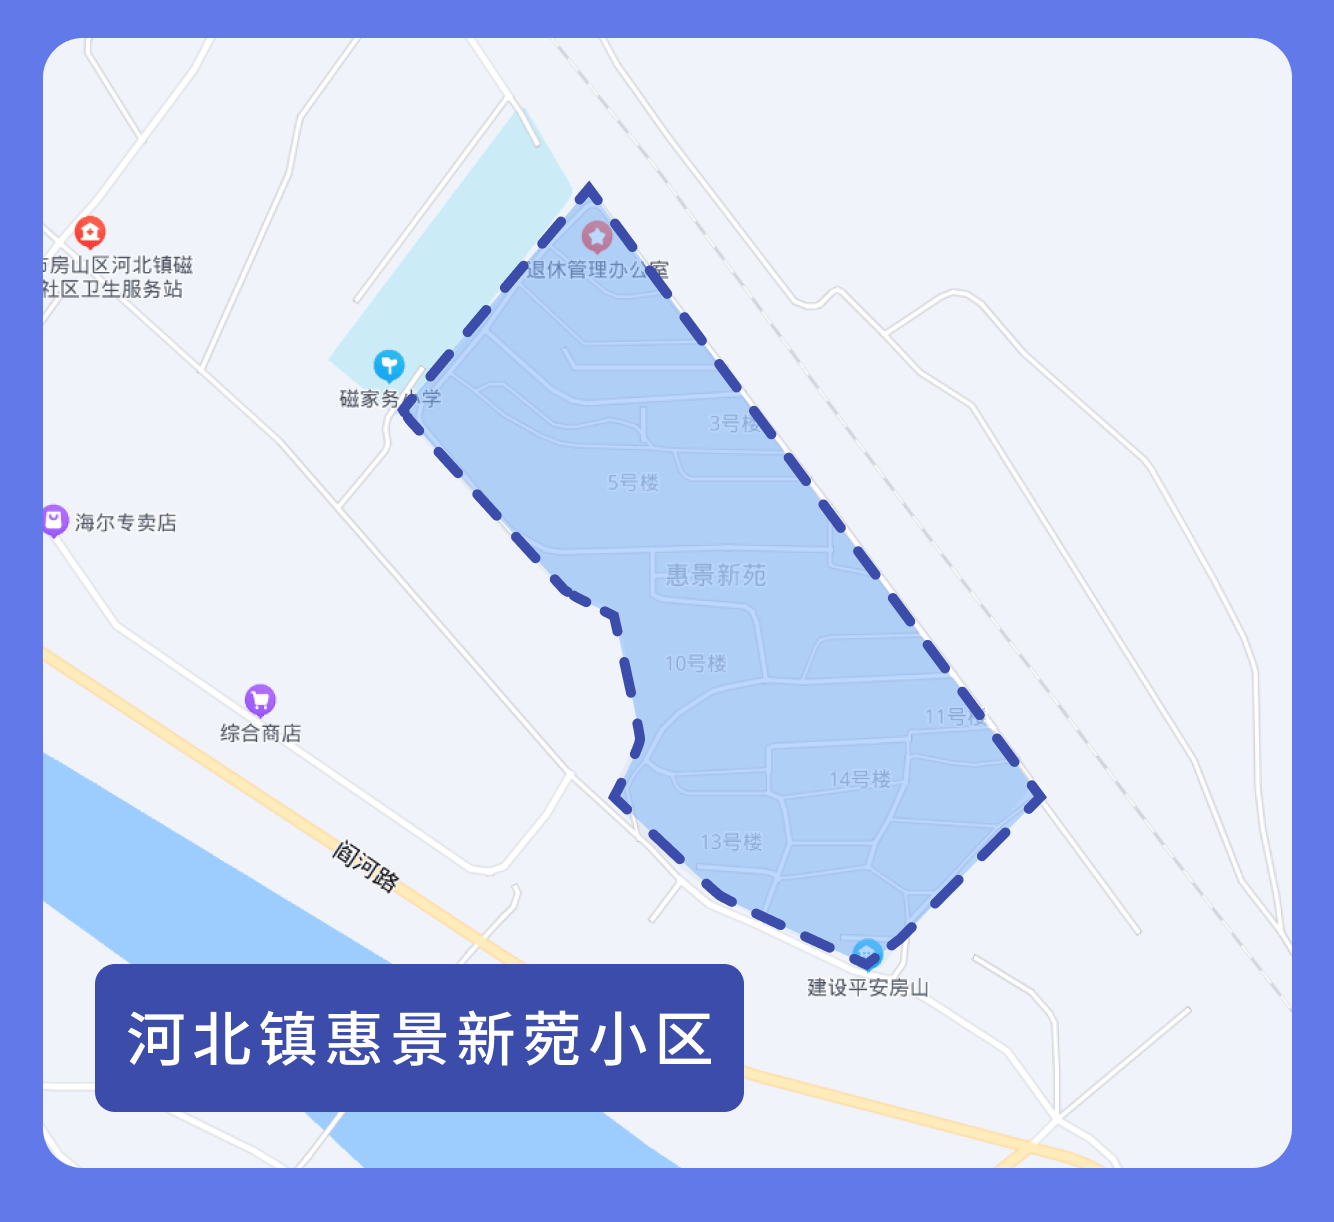 房山区河北镇磁
社区卫生服务站
退休管理办公室
磁家务小学
3号楼
5号楼
海尔专卖店
惠景新苑
10号楼
11号楼
综合商店
14号楼
13号楼
阎河路
建设平安房山
河北镇惠景新菀小区